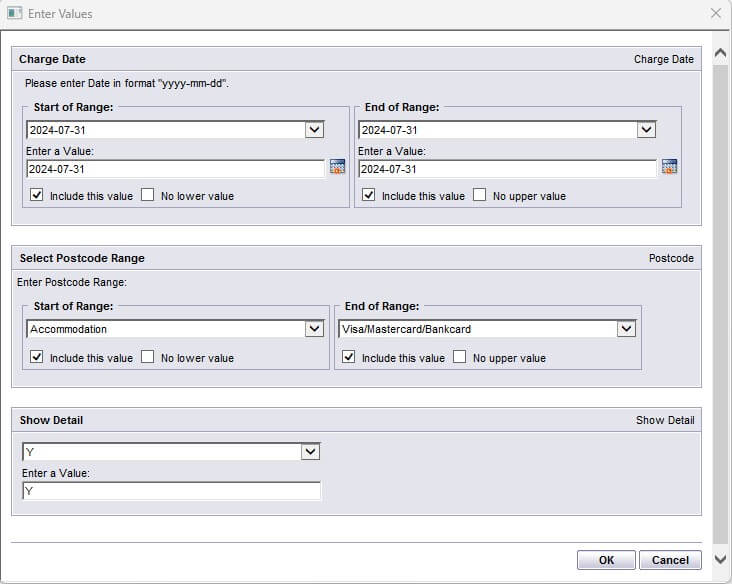 Enter Values
Charge Date Charge Date
Please enter Date in format "yyyy-mm-dd".
Start of Range: End of Range:
2024-07-31 2024-07-31
Enter a Value: Enter a Value:
2024-07-31 2024-07-31
Include this value No lower value Include this value No upper value
Select Postcode Range Postcode
Enter Postcode Range:
Start of Range: End of Range:
Accommodation Visa/Mastercard/Bankcard
Include this value No lower value Include this value No upper value
Show Detail Show Detail
Y
Enter a Value:
Y
OK Cancel